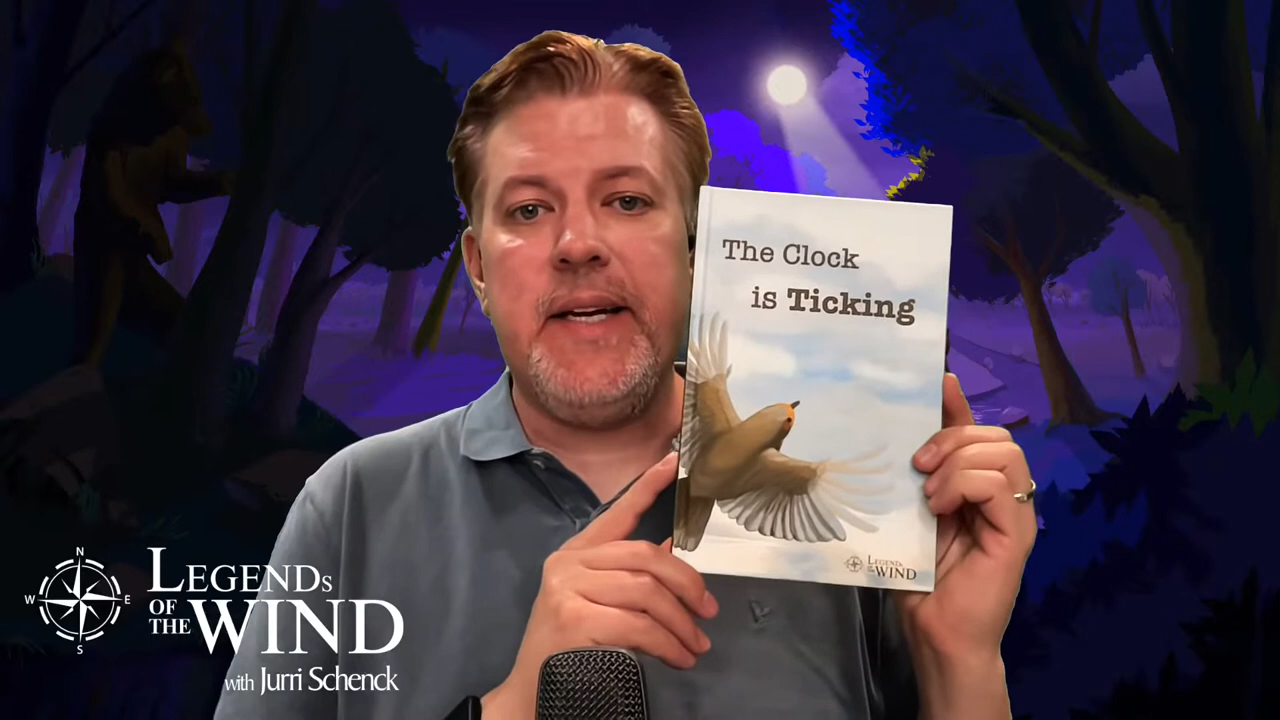 The Clock
is Ticking
LEGENDS
OF THE WIND
N
W E
S
LEGENDs
OF
THE WIND
with Jurri Schenck